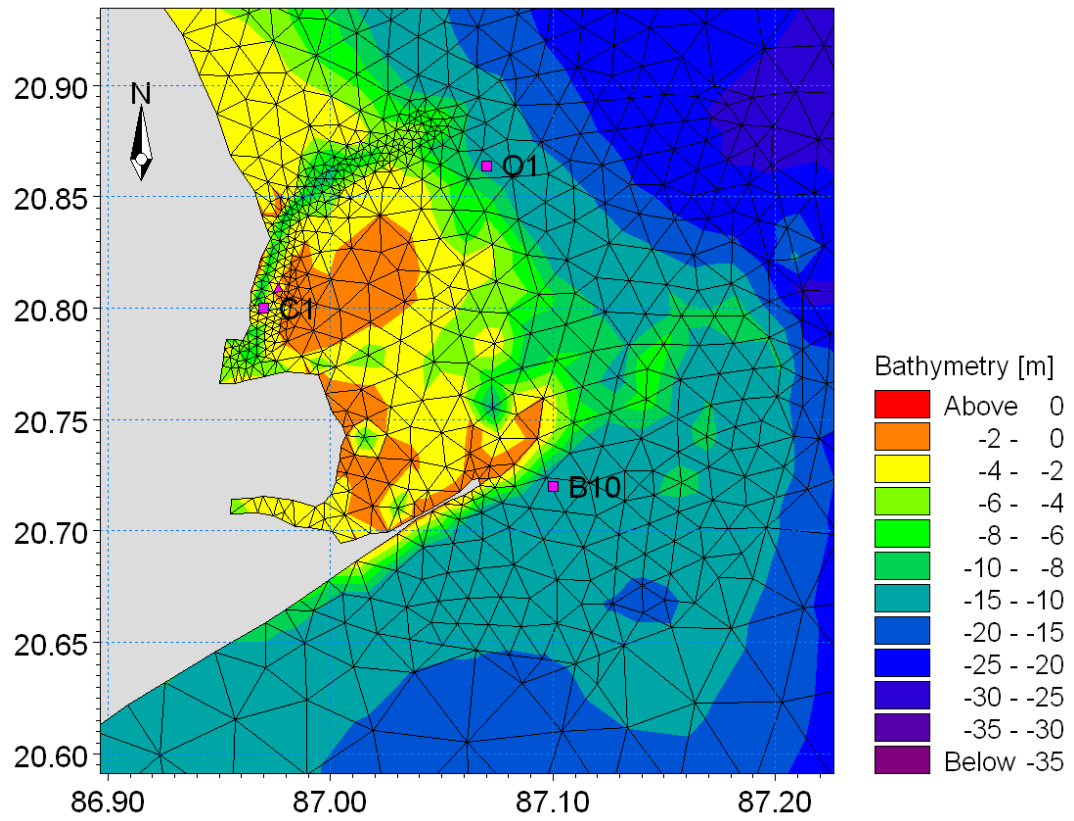 20.90
N
O1
20.85
20.80
C1
20.75
B10
20.70
20.65
20.60
86.90 87.00 87.10 87.20
Bathymetry [m]
Above 0
-2 - 0
-4 - -2
-6 - -4
-8 - -6
-10 - -8
-15 - -10
-20 - -15
-25 - -20
-30 - -25
-35 - -30
Below -35